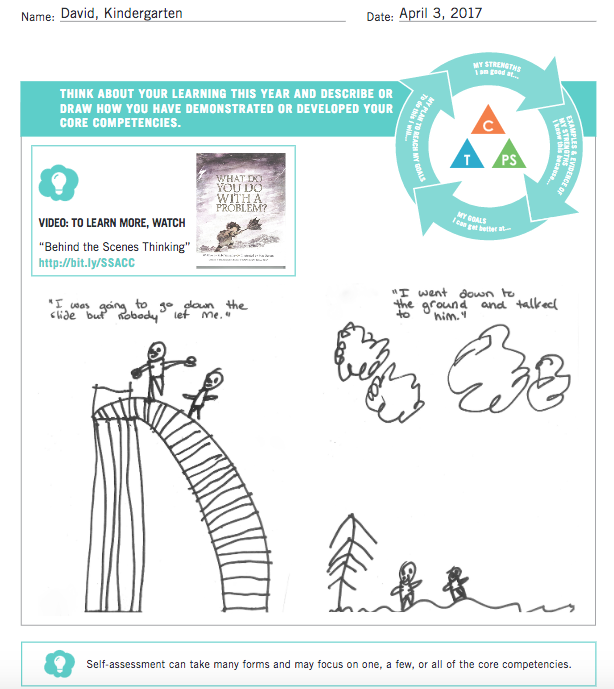 Name: David, Kindergarten
Date: April 3, 2017
THINK ABOUT YOUR LEARNING THIS YEAR AND DESCRIBE OR
DRAW HOW YOU HAVE DEMONSTRATED OR DEVELOPED YOUR
CORE COMPETENCIES.
MY STRENGTHS
I am good at...
EXAMPLES & EVIDENCE OF
MY STRENGTHS
I know this because...
MY GOALS
I can get better at...
MY PLAN TO REACH MY GOALS
To do this I will...
C
T
PS
WHAT DO
YOU DO
WITH A
PROBLEM?
VIDEO: TO LEARN MORE, WATCH
"Behind the Scenes Thinking"
http://bit.ly/SSACC
"I was going to go down the
slide but nobody let me."
"I went down to
the ground and talked
to him."
Self-assessment can take many forms and may focus on one, a few, or all of the core competencies.